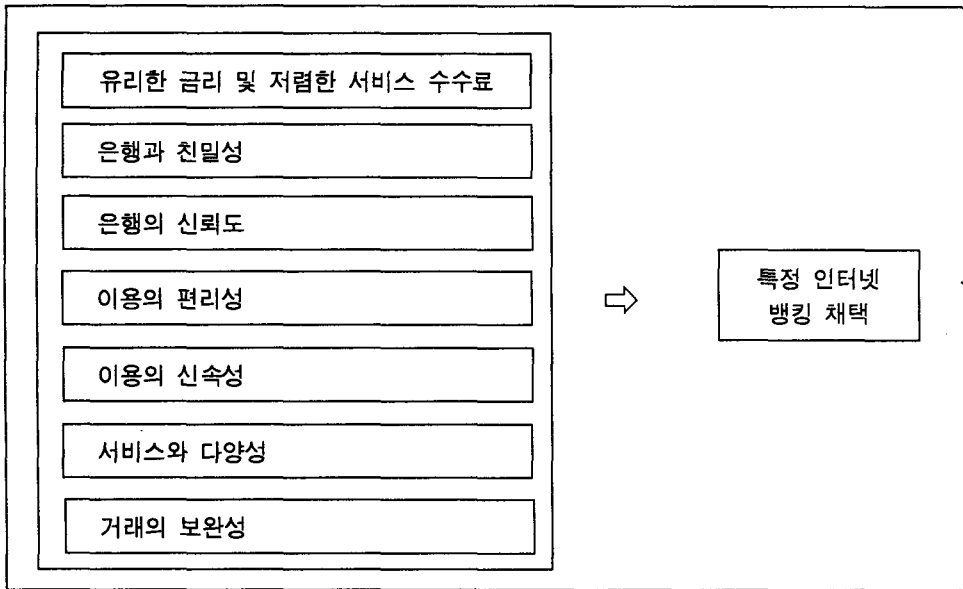 유리한 금리 및 저렴한 서비스 수수료
은행과 친밀성
은행의 신뢰도
이용의 편리성
특정 인터넷
뱅킹 채택
이용의 신속성
서비스와 다양성
거래의 보완성